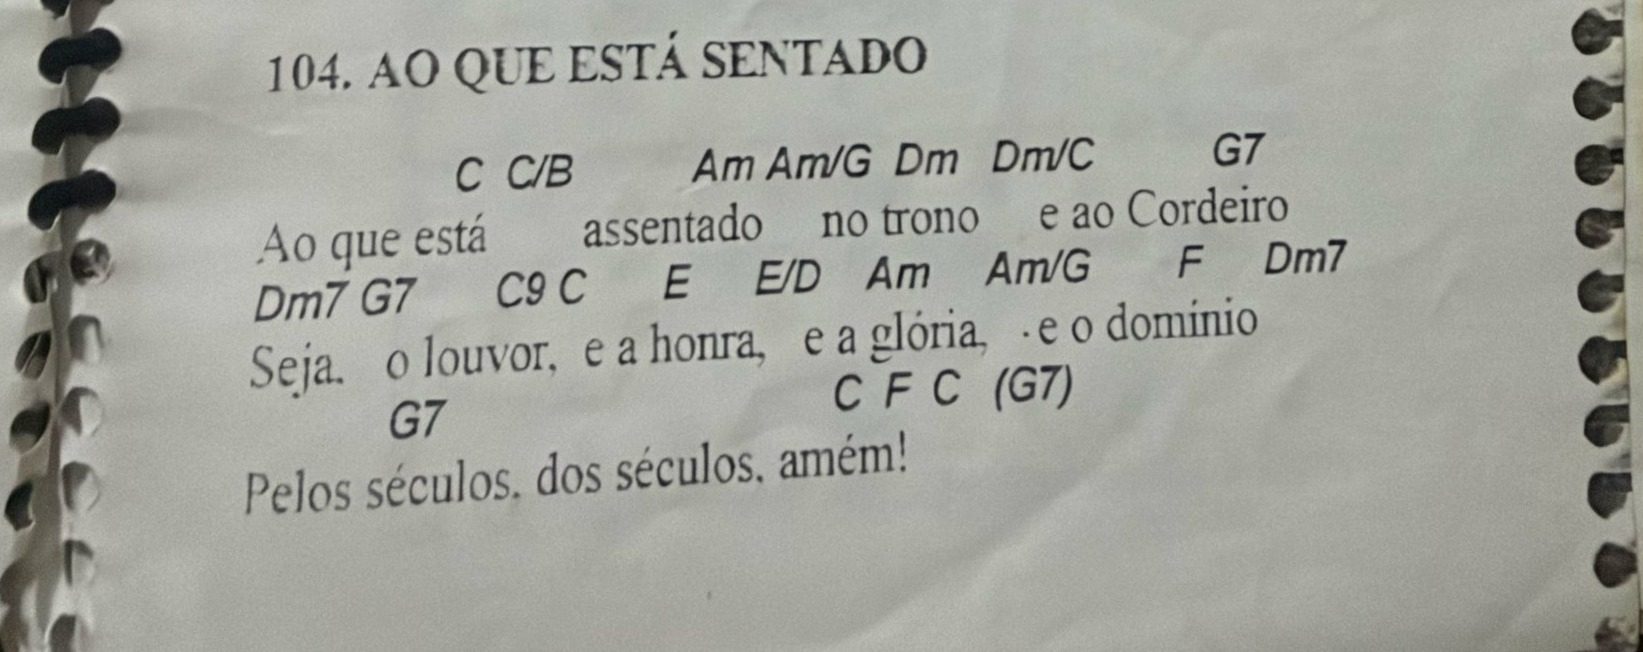 104. AO QUE ESTÁ SENTADO
C C/B Am Am/G Dm Dm/C G7
Ao que está assentado no trono e ao Cordeiro
Dm7 G7 C9 C E E/D Am Am/G F Dm7
Seja. o louvor, e a honra, e a glória, · e o domínio
G7 C F C (G7)
Pelos séculos. dos séculos. amém!